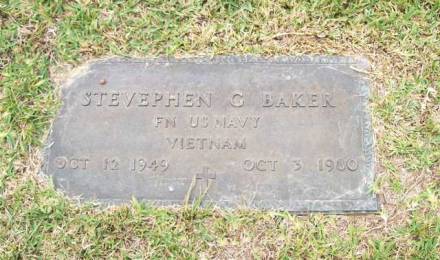 STEVEPHEN G BAKER
FN US NAVY
VIETNAM
OCT 12 1949 OCT 3 1980